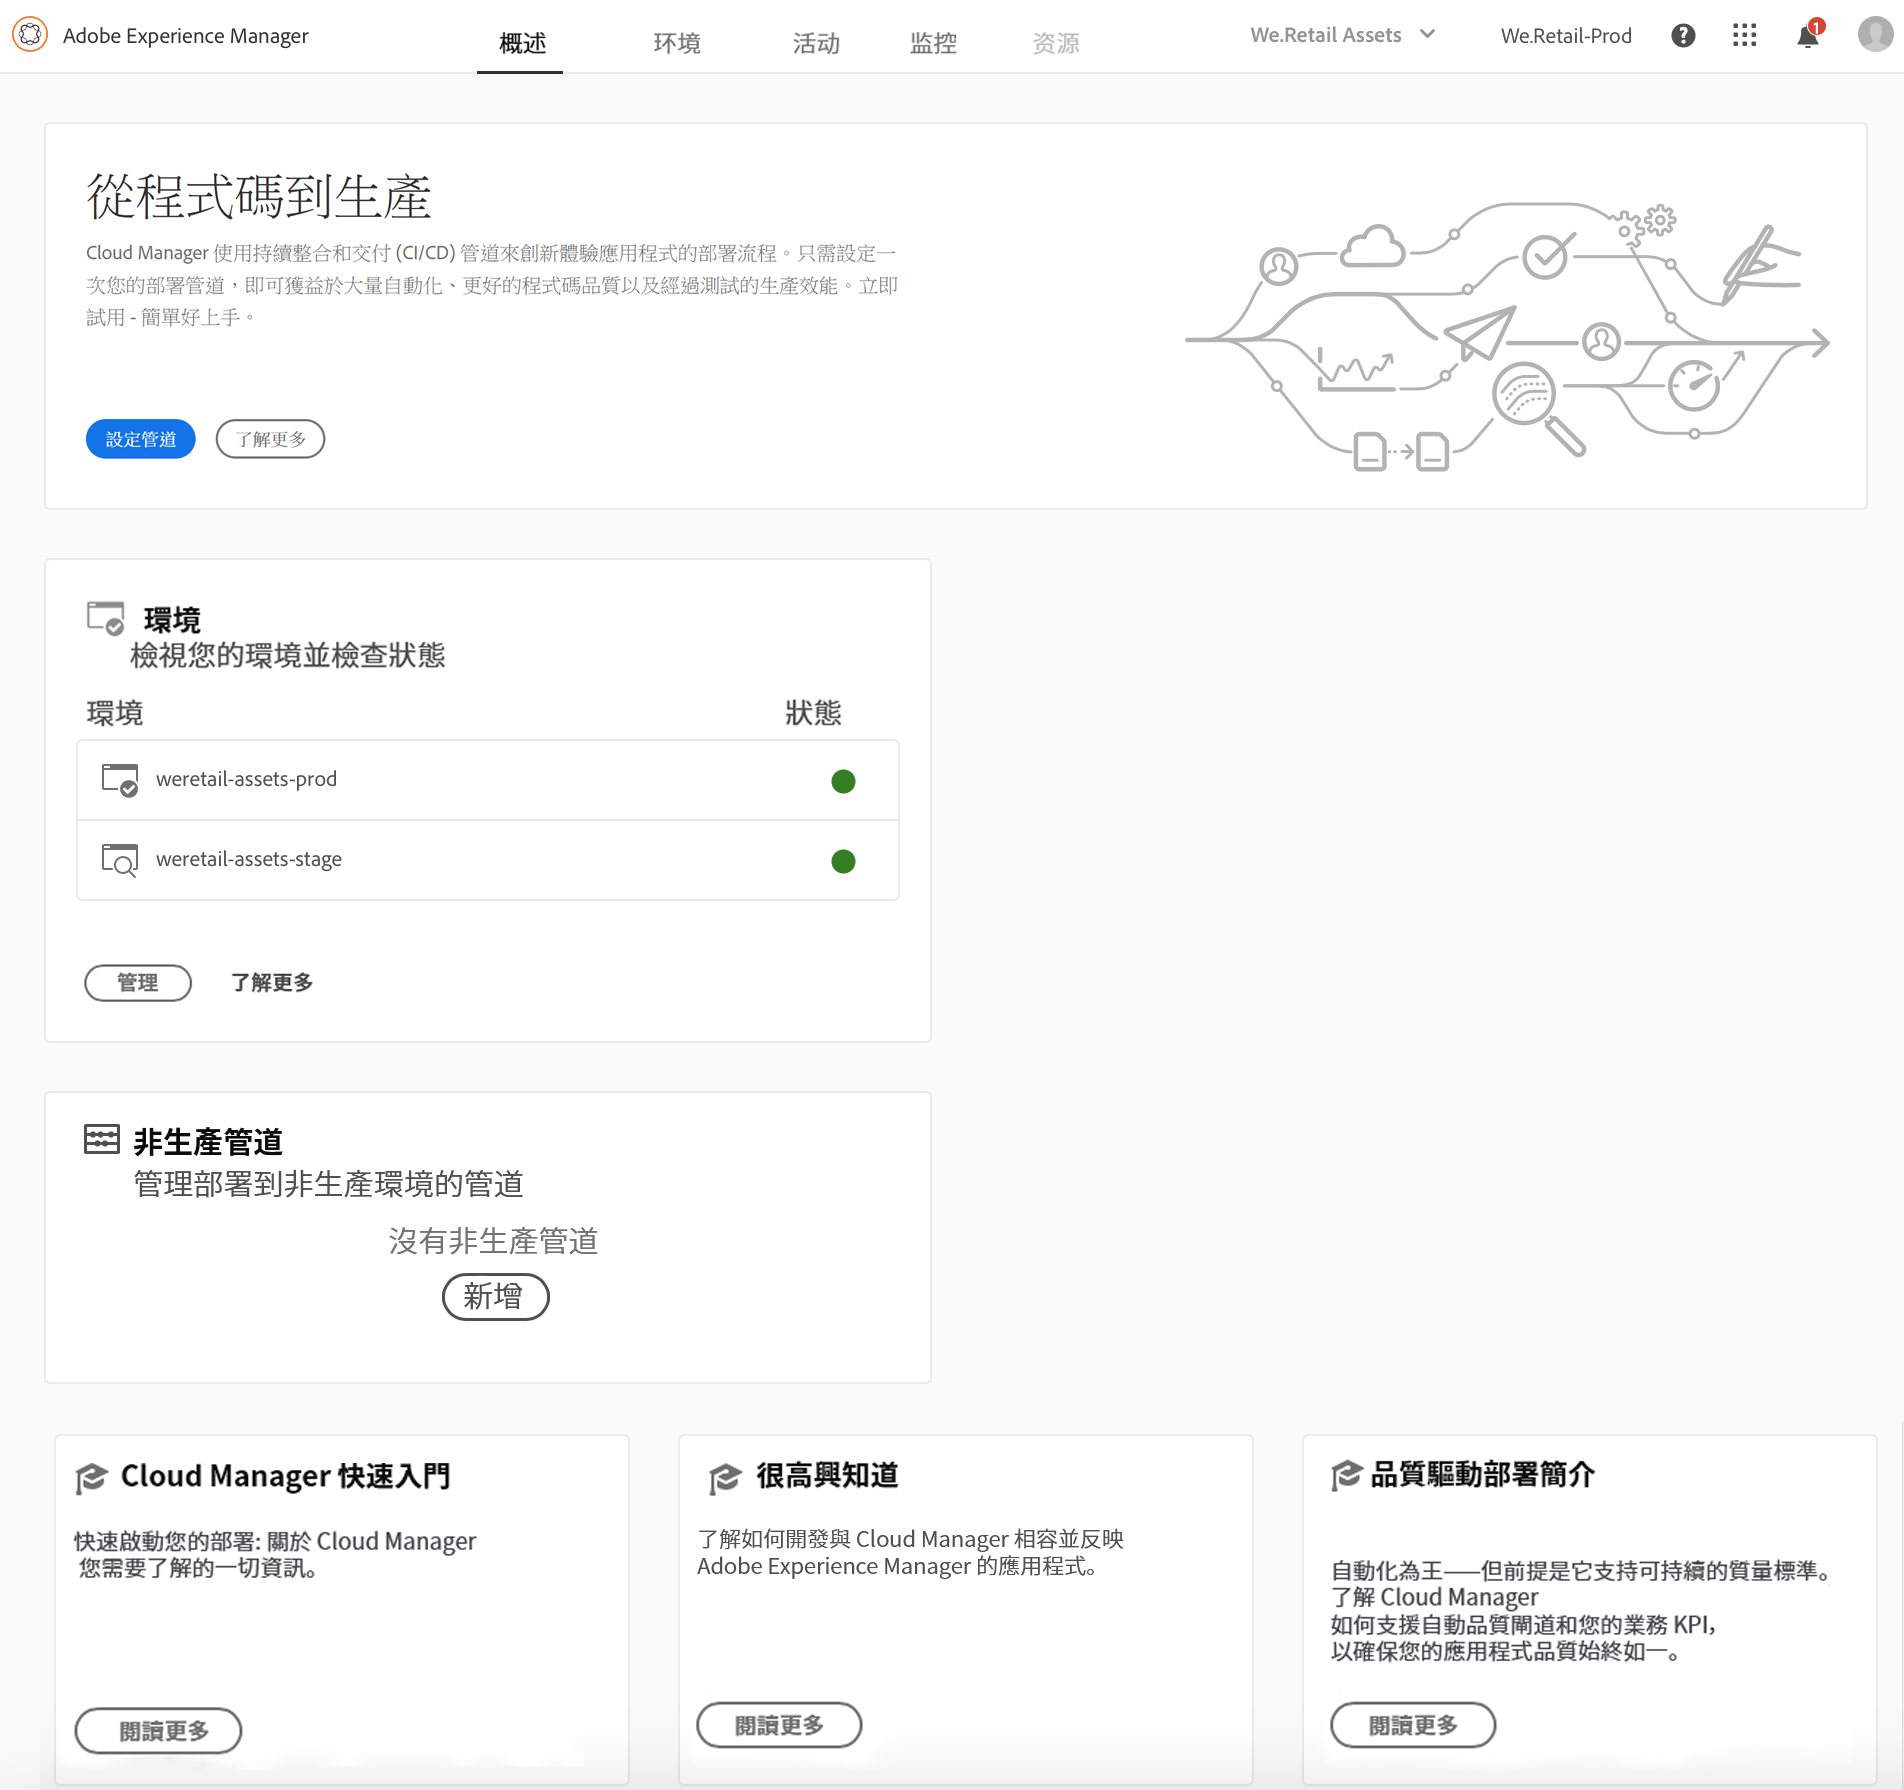 Adobe Experience Manager
概述
环境
活动
监控
资源
We.Retail Assets
We.Retail-Prod
1
從程式碼到生產
Cloud Manager 使用持續整合和交付 (CI/CD) 管道來創新體驗應用程式的部署流程。只需設定一
次您的部署管道，即可獲益於大量自動化、更好的程式碼品質以及經過測試的生產效能。立即
試用 - 簡單好上手。
設定管道
了解更多
環境
檢視您的環境並檢查狀態
環境
狀態
weretail-assets-prod
weretail-assets-stage
管理
了解更多
非生產管道
管理部署到非生產環境的管道
沒有非生產管道
新增
Cloud Manager 快速入門
快速啟動您的部署: 關於 Cloud Manager
您需要了解的一切資訊。
閱讀更多
很高興知道
了解如何開發與 Cloud Manager 相容並反映
Adobe Experience Manager 的應用程式。
閱讀更多
品質驅動部署簡介
自動化為王——但前提是它支持可持續的質量標準。
了解 Cloud Manager
如何支援自動品質閘道和您的業務 KPI，
以確保您的應用程式品質始終如一。
閱讀更多